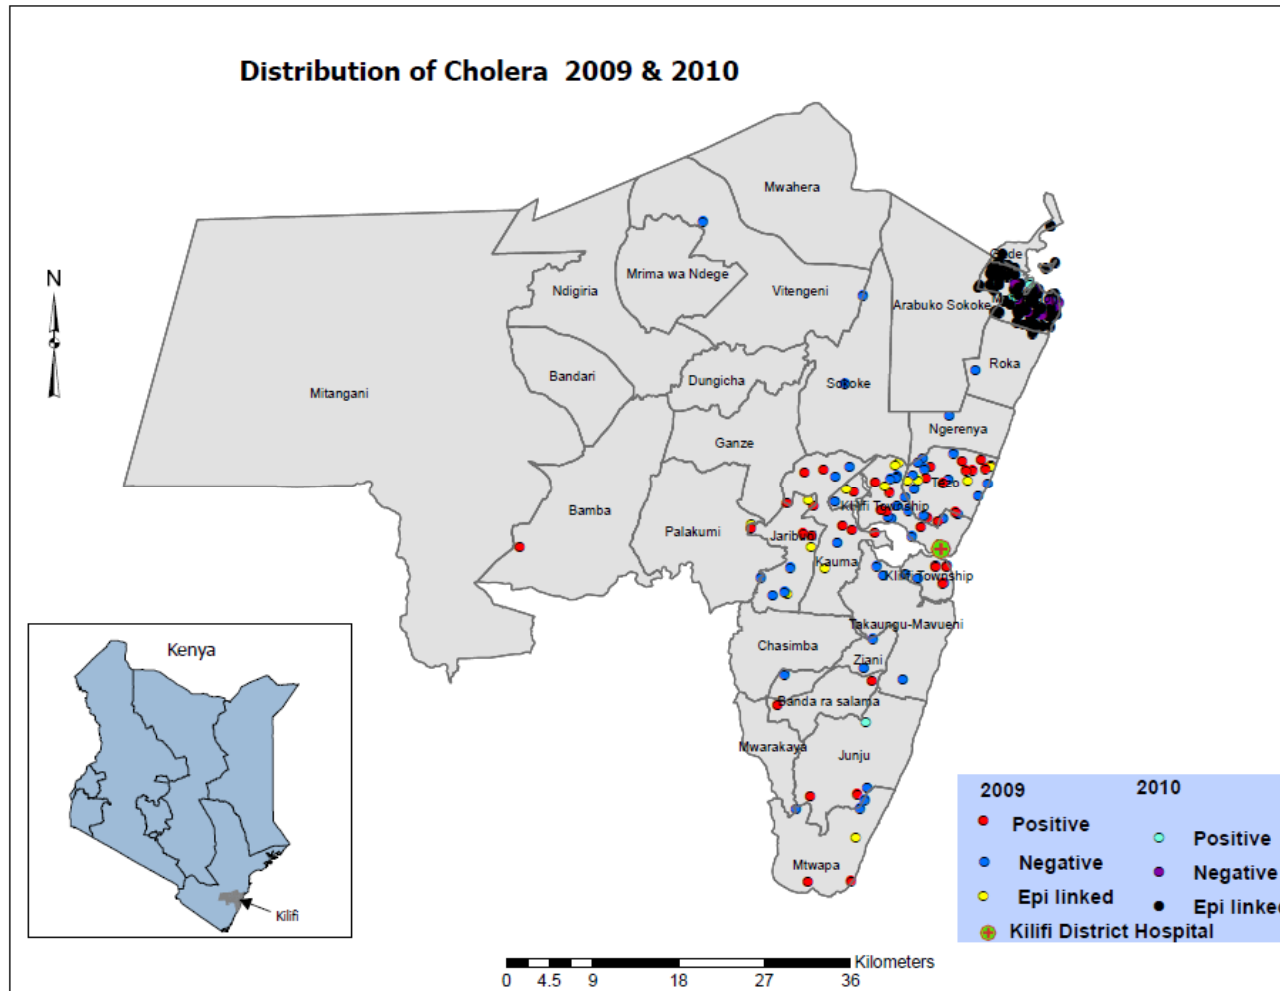 Distribution of Cholera 2009 & 2010
Mwahera
N
Gede
Mrima wa Ndege
Ndigiria
Vitengeni
Arabuko Sokoke
Roka
Bandari
Dungicha
Sokoke
Mitangani
Ngerenya
Ganze
Tezo
Kilifi Township
Bamba
Palakumi
Jaribuni
Kauma
Kilifi Township
Takaungu-Mavueni
Chasimba
Ziani
Banda ra salama
Mwarakaya
Junju
Mtwapa
Kenya
Kilifi
2009
2010
Positive
Positive
Negative
Negative
Epi linked
Epi linked
Kilifi District Hospital
Kilometers
0 4.5 9 18 27 36